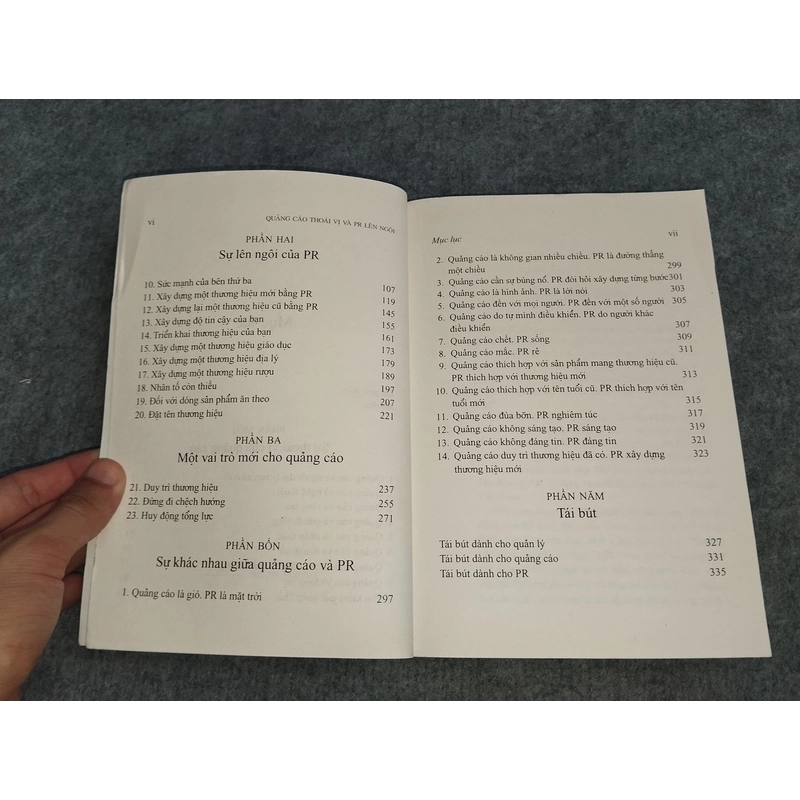 vi
QUẢNG CÁO THOÁI VỊ VÀ PR LÊN NGÔI
PHẦN HAI
Sự lên ngôi của PR
10. Sức mạnh của bên thứ ba 107
11. Xây dựng một thương hiệu mới bằng PR 119
12. Xây dựng lại một thương hiệu cũ bằng PR 145
13. Xây dựng độ tin cậy của bạn 155
14. Triển khai thương hiệu của bạn 161
15. Xây dựng một thương hiệu giáo dục 173
16. Xây dựng một thương hiệu địa lý 179
17. Xây dựng một thương hiệu rượu 189
18. Nhân tố còn thiếu 197
19. Đối với dòng sản phẩm ăn theo 207
20. Đặt tên thương hiệu 221
PHẦN BA
Một vai trò mới cho quảng cáo
21. Duy trì thương hiệu 237
22. Đừng đi chệch hướng 255
23. Huy động tổng lực 271
PHẦN BỐN
Sự khác nhau giữa quảng cáo và PR
1. Quảng cáo là gió. PR là mặt trời 297
Mục lục
vii
2. Quảng cáo là không gian nhiều chiều. PR là đường thẳng
một chiều 299
3. Quảng cáo cần sự bùng nổ. PR đòi hỏi xây dựng từng bước 301
4. Quảng cáo là hình ảnh. PR là lời nói 303
5. Quảng cáo đến với mọi người. PR đến với một số người 305
6. Quảng cáo do tự mình điều khiển. PR do người khác
điều khiển 307
7. Quảng cáo chết. PR sống 309
8. Quảng cáo mắc. PR rẻ 311
9. Quảng cáo thích hợp với sản phẩm mang thương hiệu cũ.
PR thích hợp với thương hiệu mới 313
10. Quảng cáo thích hợp với tên tuổi cũ. PR thích hợp với tên
tuổi mới 315
11. Quảng cáo đùa bỡn. PR nghiêm túc 317
12. Quảng cáo không sáng tạo. PR sáng tạo 319
13. Quảng cáo không đáng tin. PR đáng tin 321
14. Quảng cáo duy trì thương hiệu đã có. PR xây dựng 323
thương hiệu mới
PHẦN NĂM
Tái bút
Tái bút dành cho quản lý 327
Tái bút dành cho quảng cáo 331
Tái bút dành cho PR 335